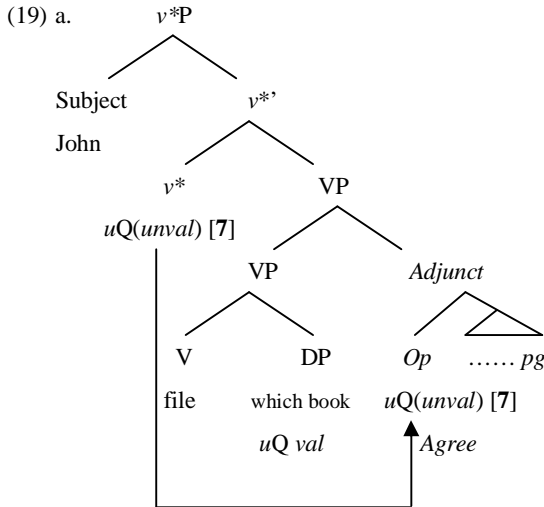 (19) a. v*P
Subject v*’
John
v* VP
uQ(unval) [7]
VP Adjunct
V DP Op …… pg
file which book uQ(unval) [7]
uQ val Agree